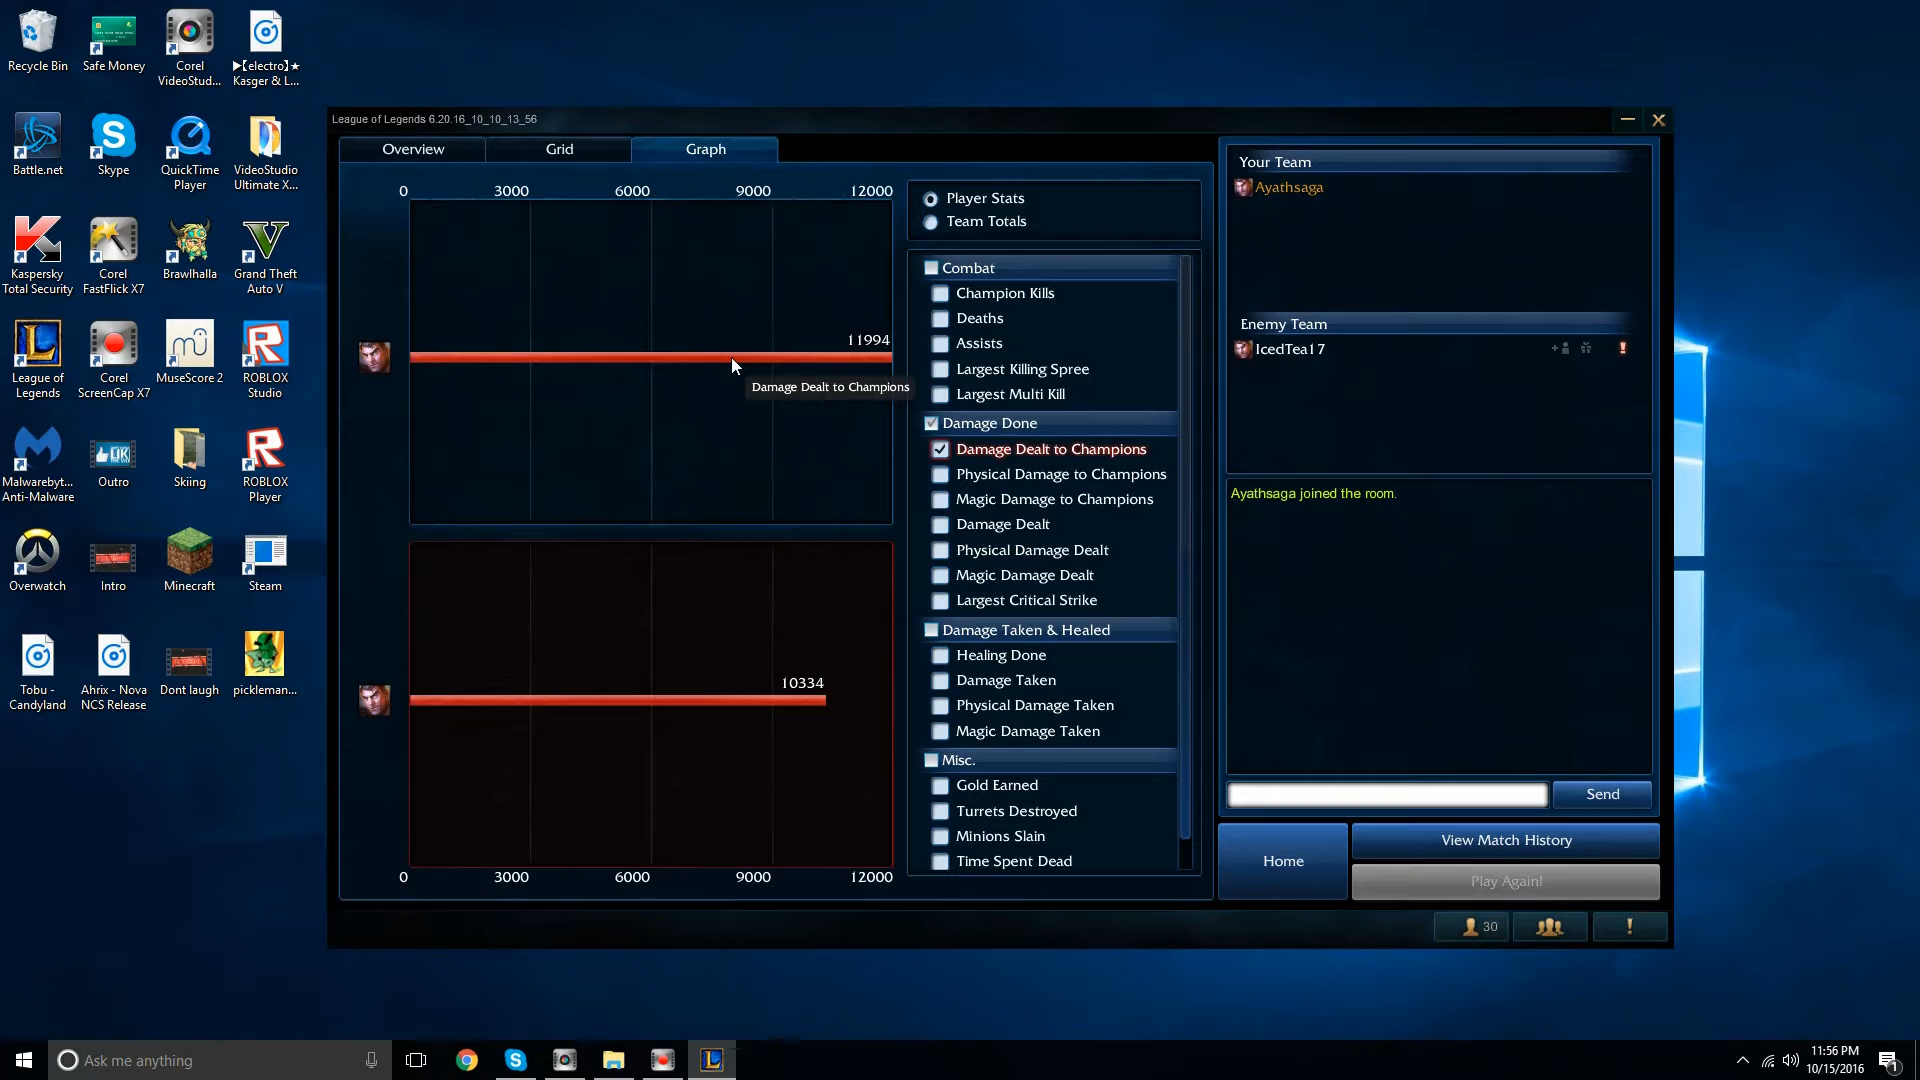 Recycle Bin
Safe Money
Corel
VideoStud...
▶【electro】★
Kasger & L...
Battle.net
Skype
QuickTime
Player
VideoStudio
Ultimate X...
Kaspersky
Total Security
Corel
FastFlick X7
Brawlhalla
Grand Theft
Auto V
League of
Legends
Corel
ScreenCap X7
MuseScore 2
ROBLOX
Studio
Malwarebyt...
Anti-Malware
Outro
Skiing
ROBLOX
Player
Overwatch
Intro
Minecraft
Steam
Tobu -
Candyland
Ahrix - Nova
NCS Release
Dont laugh
pickleman...
League of Legends 6.20.16_10_10_13_56
Overview
Grid
Graph
0 3000 6000 9000 12000
11994
Damage Dealt to Champions
10334
0 3000 6000 9000 12000
Player Stats
Team Totals
Combat
Champion Kills
Deaths
Assists
Largest Killing Spree
Largest Multi Kill
Damage Done
Damage Dealt to Champions
Physical Damage to Champions
Magic Damage to Champions
Damage Dealt
Physical Damage Dealt
Magic Damage Dealt
Largest Critical Strike
Damage Taken & Healed
Healing Done
Damage Taken
Physical Damage Taken
Magic Damage Taken
Misc.
Gold Earned
Turrets Destroyed
Minions Slain
Time Spent Dead
Your Team
Ayathsaga
Enemy Team
IcedTea17
Ayathsaga joined the room.
Send
Home
View Match History
Play Again!
30
Ask me anything
11:56 PM
10/15/2016
1